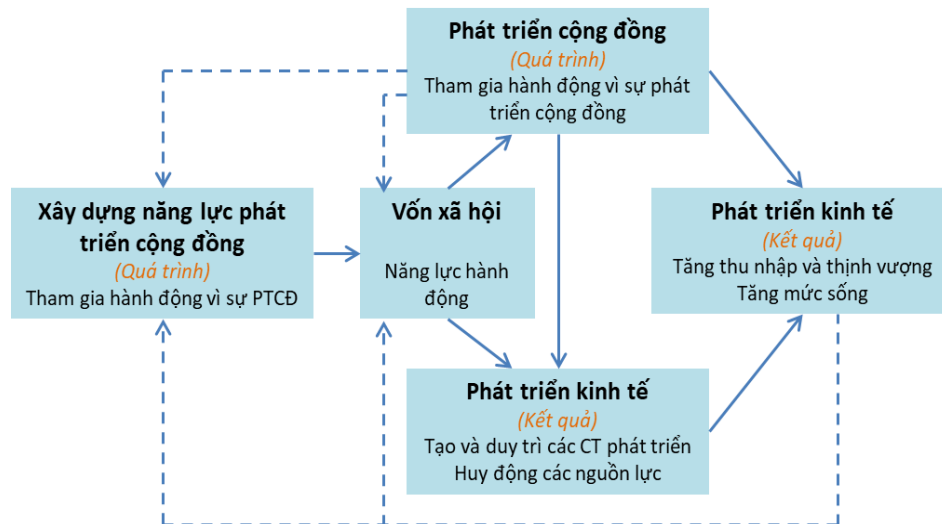 Phát triển cộng đồng
(Quá trình)
Tham gia hành động vì sự phát
triển cộng đồng
Xây dựng năng lực phát
triển cộng đồng
(Quá trình)
Tham gia hành động vì sự PTCĐ
Vốn xã hội
Năng lực hành
động
Phát triển kinh tế
(Kết quả)
Tăng thu nhập và thịnh vượng
Tăng mức sống
Phát triển kinh tế
(Kết quả)
Tạo và duy trì các CT phát triển
Huy động các nguồn lực